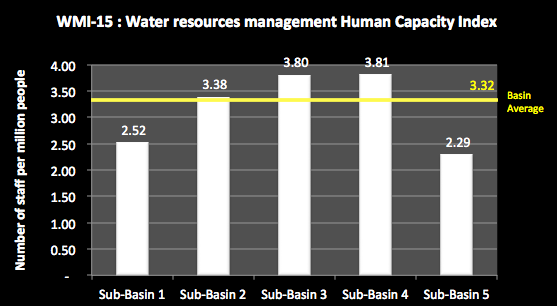 WMI-15 : Water resources management Human Capacity Index
Number of staff per million people
4.00
3.50
3.00
2.50
2.00
1.50
1.00
0.50
-
2.52
3.38
3.80
3.81
2.29
3.32
Basin
Average
Sub-Basin 1
Sub-Basin 2
Sub-Basin 3
Sub-Basin 4
Sub-Basin 5